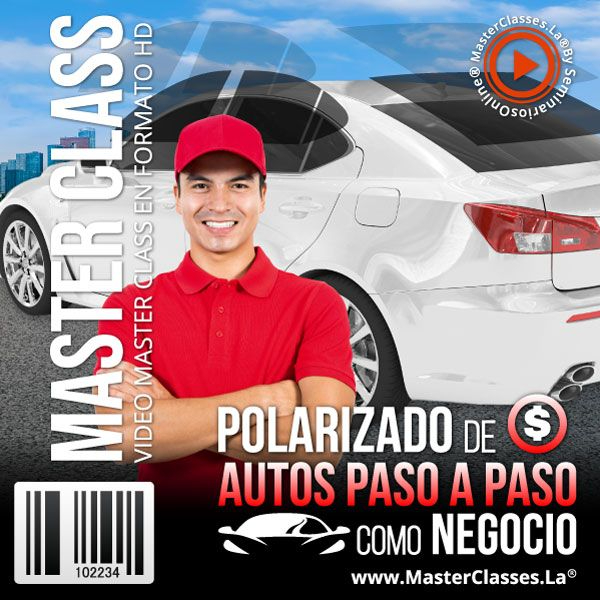 MASTER CLASS
VIDEO MASTER CLASS EN FORMATO HD
MasterClasses.La®By SeminariosOnline®
POLARIZADO DE $
AUTOS PASO A PASO
COMO NEGOCIO
www.MasterClasses.La®
102234